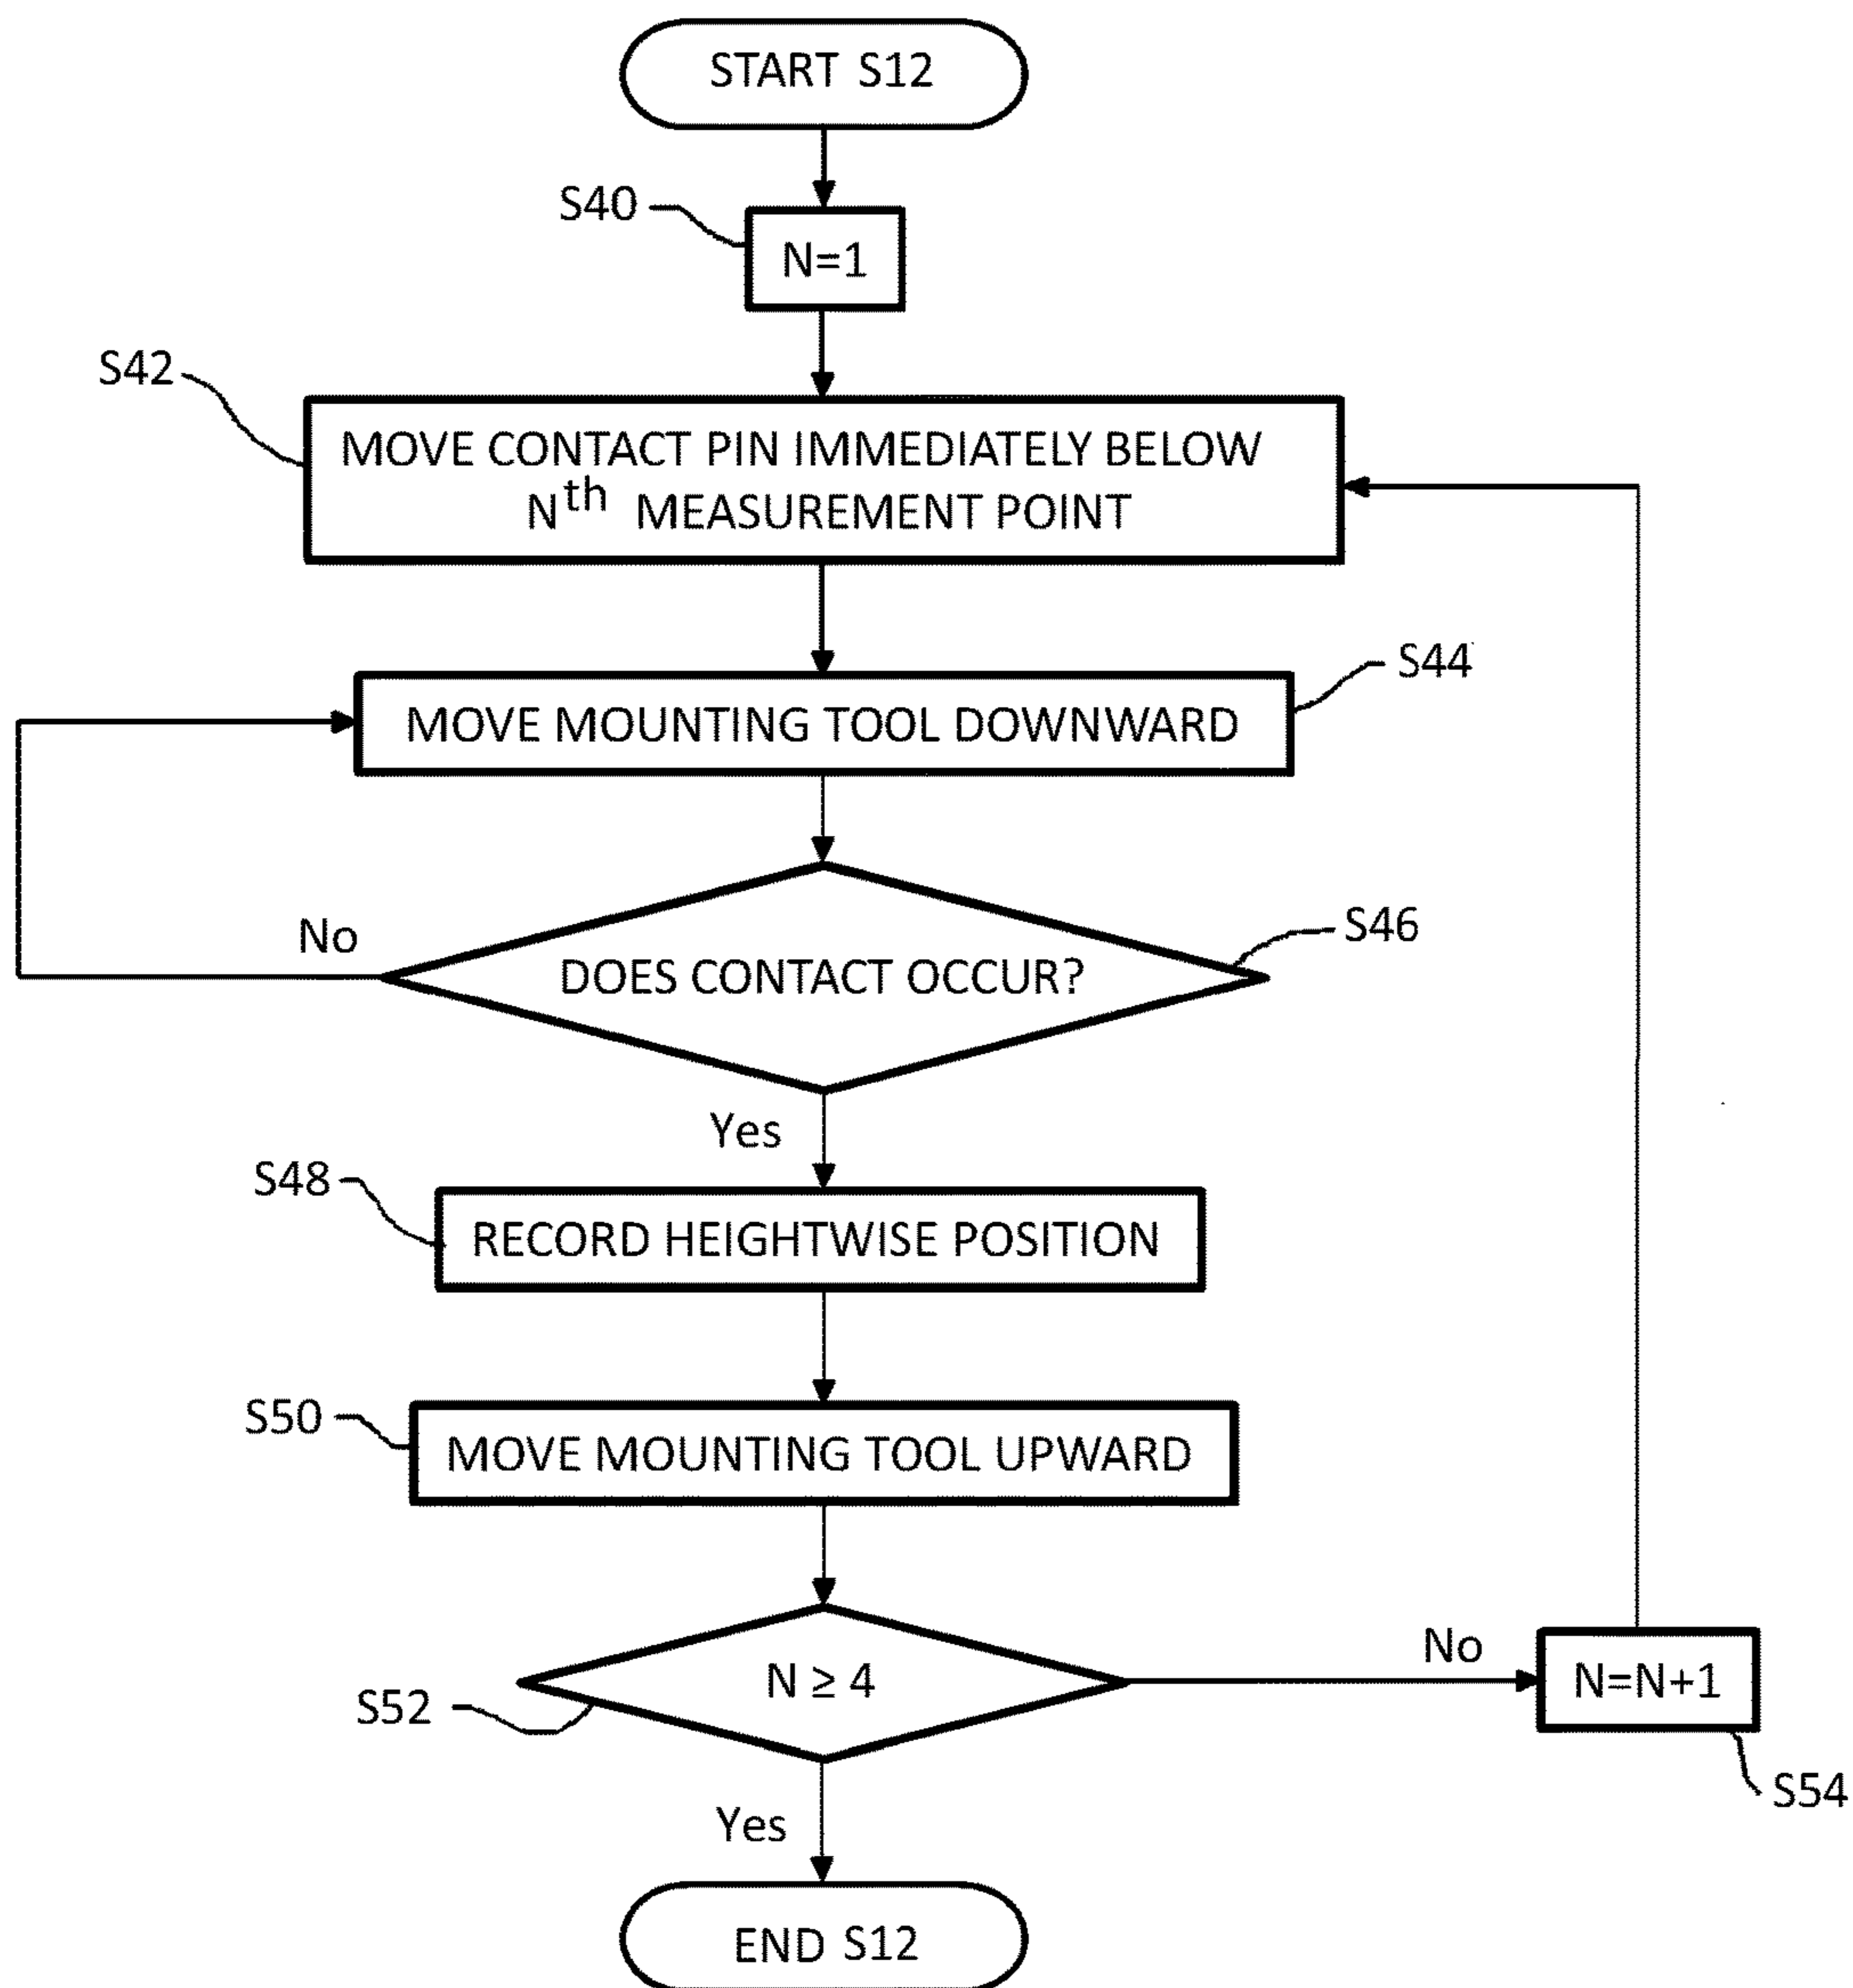 START S12
S40
N=1
S42
MOVE CONTACT PIN IMMEDIATELY BELOW
Nth MEASUREMENT POINT
S44
MOVE MOUNTING TOOL DOWNWARD
No
S46
DOES CONTACT OCCUR?
Yes
S48
RECORD HEIGHTWISE POSITION
S50
MOVE MOUNTING TOOL UPWARD
No
N ≥ 4
N=N+1
S52
S54
Yes
END S12